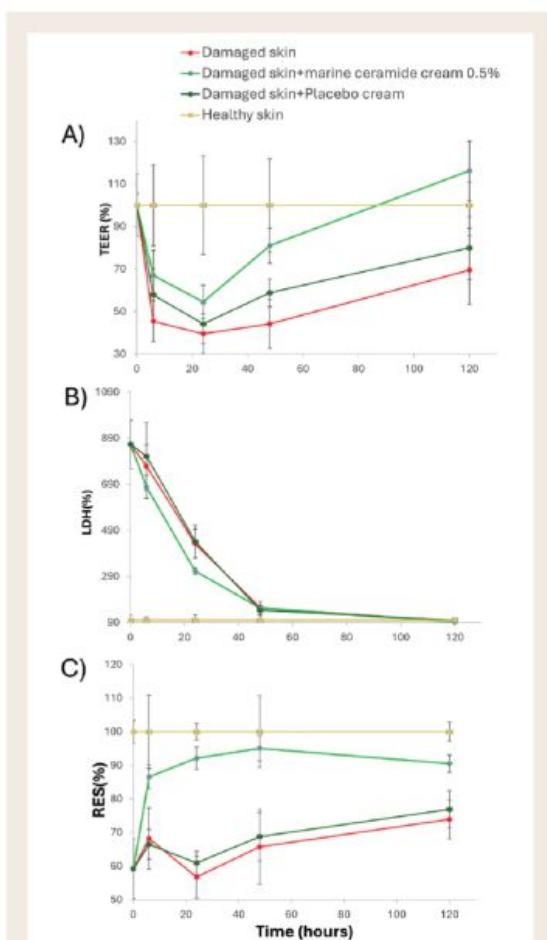 Damaged skin
Damaged skin+marine ceramide cream 0.5%
Damaged skin+Placebo cream
Healthy skin
A)
130
110
90
70
50
30
TEER (%)
0 20 40 60 80 100 120
B)
1090
890
690
490
290
90
LDH(%)
0 20 40 60 80 100 120
C)
120
110
100
90
80
70
60
50
RES(%)
0 20 40 60 80 100 120
Time (hours)